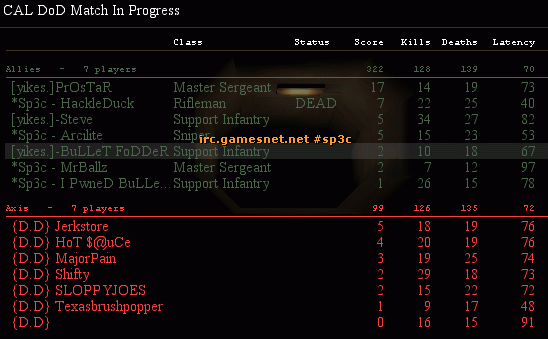 CAL DoD Match In Progress
Class Status Score Kills Deaths Latency
Allies - 7 players 322 128 139 70
[yikes.]PrOsTaR Master Sergeant 17 14 19 73
*Sp3c - HackleDuck Rifleman DEAD 7 22 25 40
[yikes.]-Steve Support Infantry 5 34 27 82
*Sp3c - Arcilite Sniper 5 15 23 53
irc.gamesnet.net #sp3c
[yikes.]-BuLLeT FoDDeR Support Infantry 2 10 18 67
*Sp3c - MrBallz Master Sergeant 2 7 12 97
*Sp3c - I PwneD BuLLe... Support Infantry 1 26 15 78
Axis - 7 players 99 126 135 72
{D.D} Jerkstore 5 18 19 76
{D.D} HoT $@uCe 4 20 19 76
{D.D} MajorPain 3 19 25 74
{D.D} Shifty 2 29 18 73
{D.D} SLOPPYJOES 2 15 22 72
{D.D} Texasbrushpopper 1 9 17 48
{D.D} 0 16 15 91